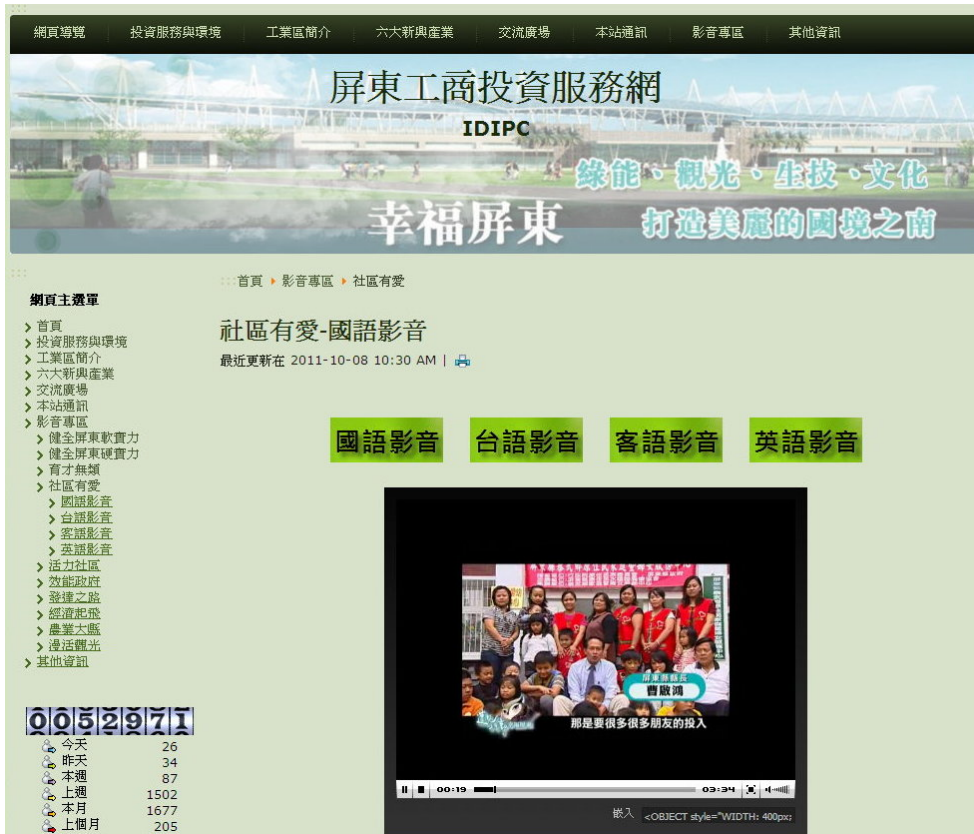 網頁導覽
投資服務與環境
工業區簡介
六大新興產業
交流廣場
本站通訊
影音專區
其他資訊
屏東工商投資服務網
IDIPC
綠能、觀光、生技、文化
幸福屏東
打造美麗的國境之南
首頁 影音專區 社區有愛
網頁主選單
首頁
投資服務與環境
工業區簡介
六大新興產業
交流廣場
本站通訊
影音專區
健全屏東軟實力
健全屏東硬實力
育才無類
社區有愛
國語影音
台語影音
客語影音
英語影音
活力社區
效能政府
發達之路
經濟起飛
農業大縣
漫活觀光
其他資訊
0052971
今天 26
昨天 34
本週 87
上週 1502
本月 1677
上個月 205
社區有愛-國語影音
最近更新在 2011-10-08 10:30 AM |
國語影音 台語影音 客語影音 英語影音
屏東縣縣長
曹啟鴻
那是要很多很多朋友的投入
00:19 03:34
嵌入 <OBJECT style="WIDTH: 400px;